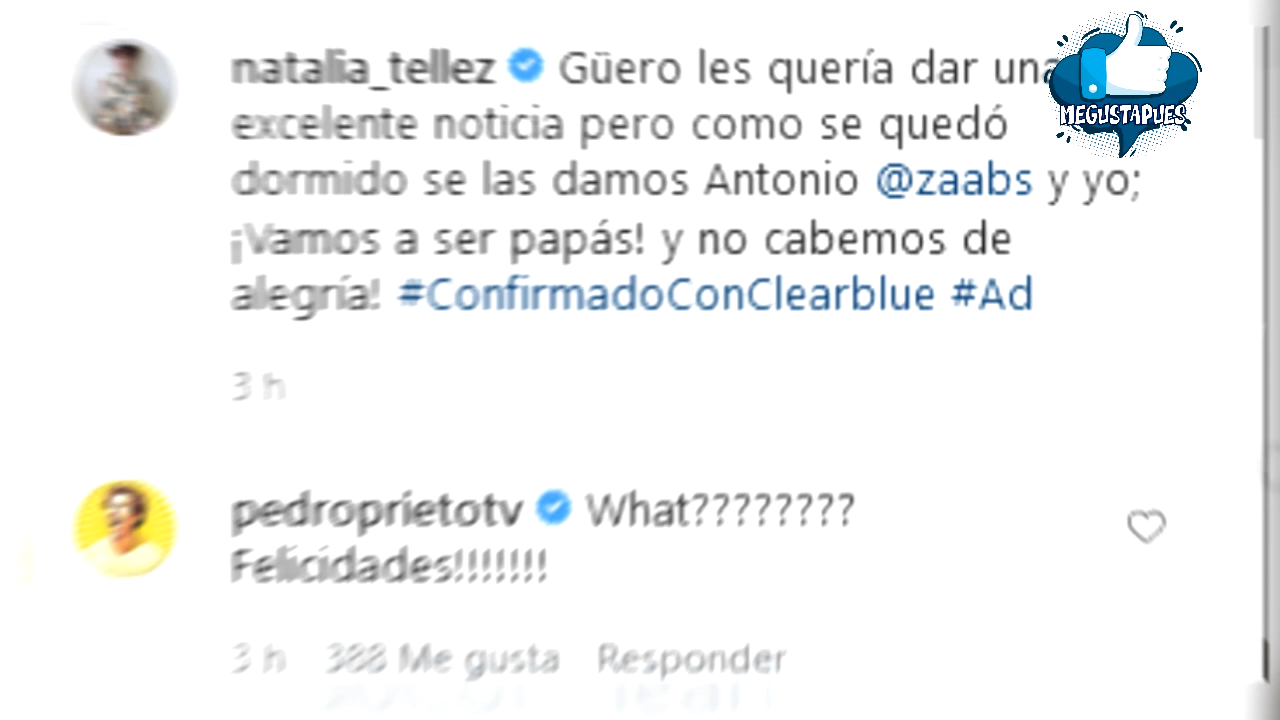 natalia_tellez Güero les quería dar una
excelente noticia pero como se quedó
dormido se las damos Antonio @zaabs y yo;
¡Vamos a ser papás! y no cabemos de
alegría! #ConfirmadoConClearblue #Ad
3 h
pedroprietotv What????????
Felicidades!!!!!!!
3 h 388 Me gusta Responder
MEGUSTAPUES